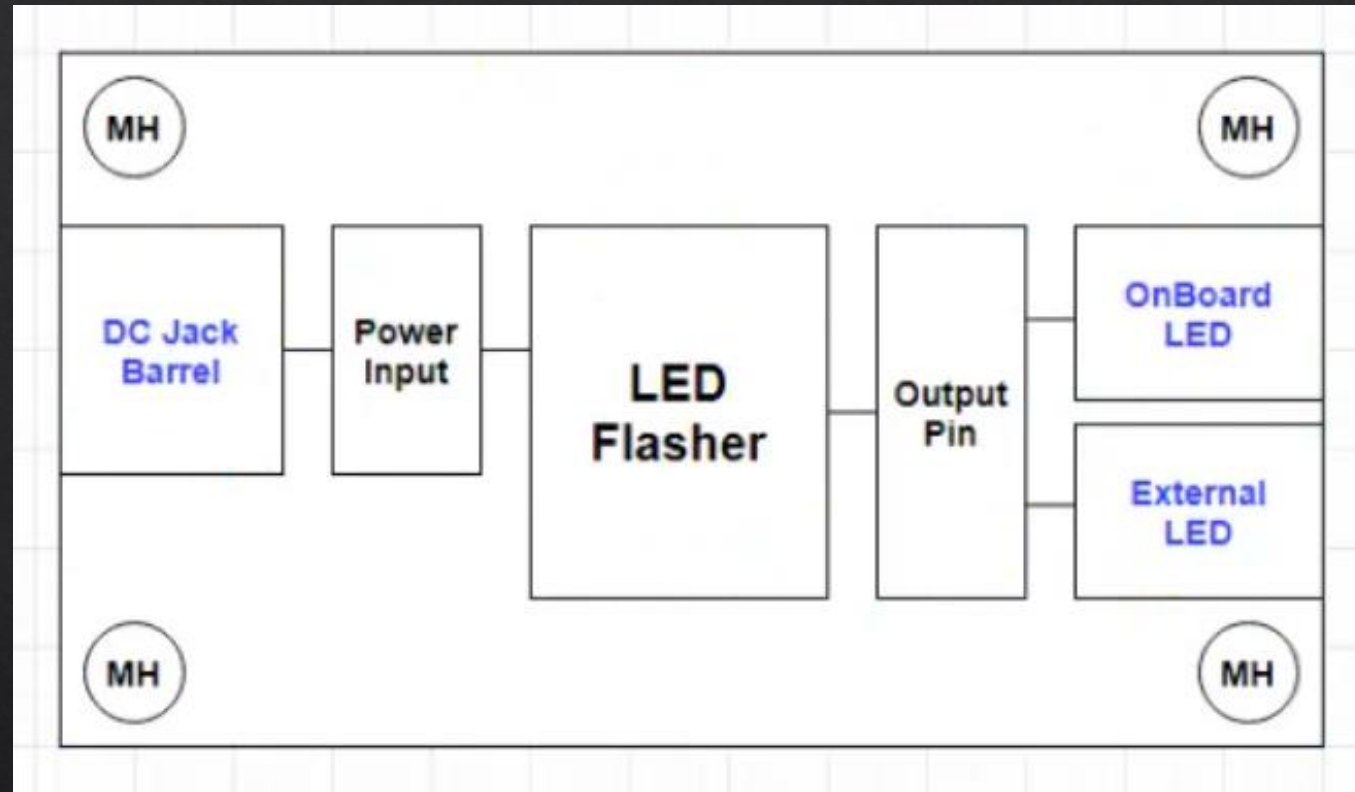 MH
MH
DC Jack
Barrel
Power
Input
LED
Flasher
Output
Pin
OnBoard
LED
External
LED
MH
MH